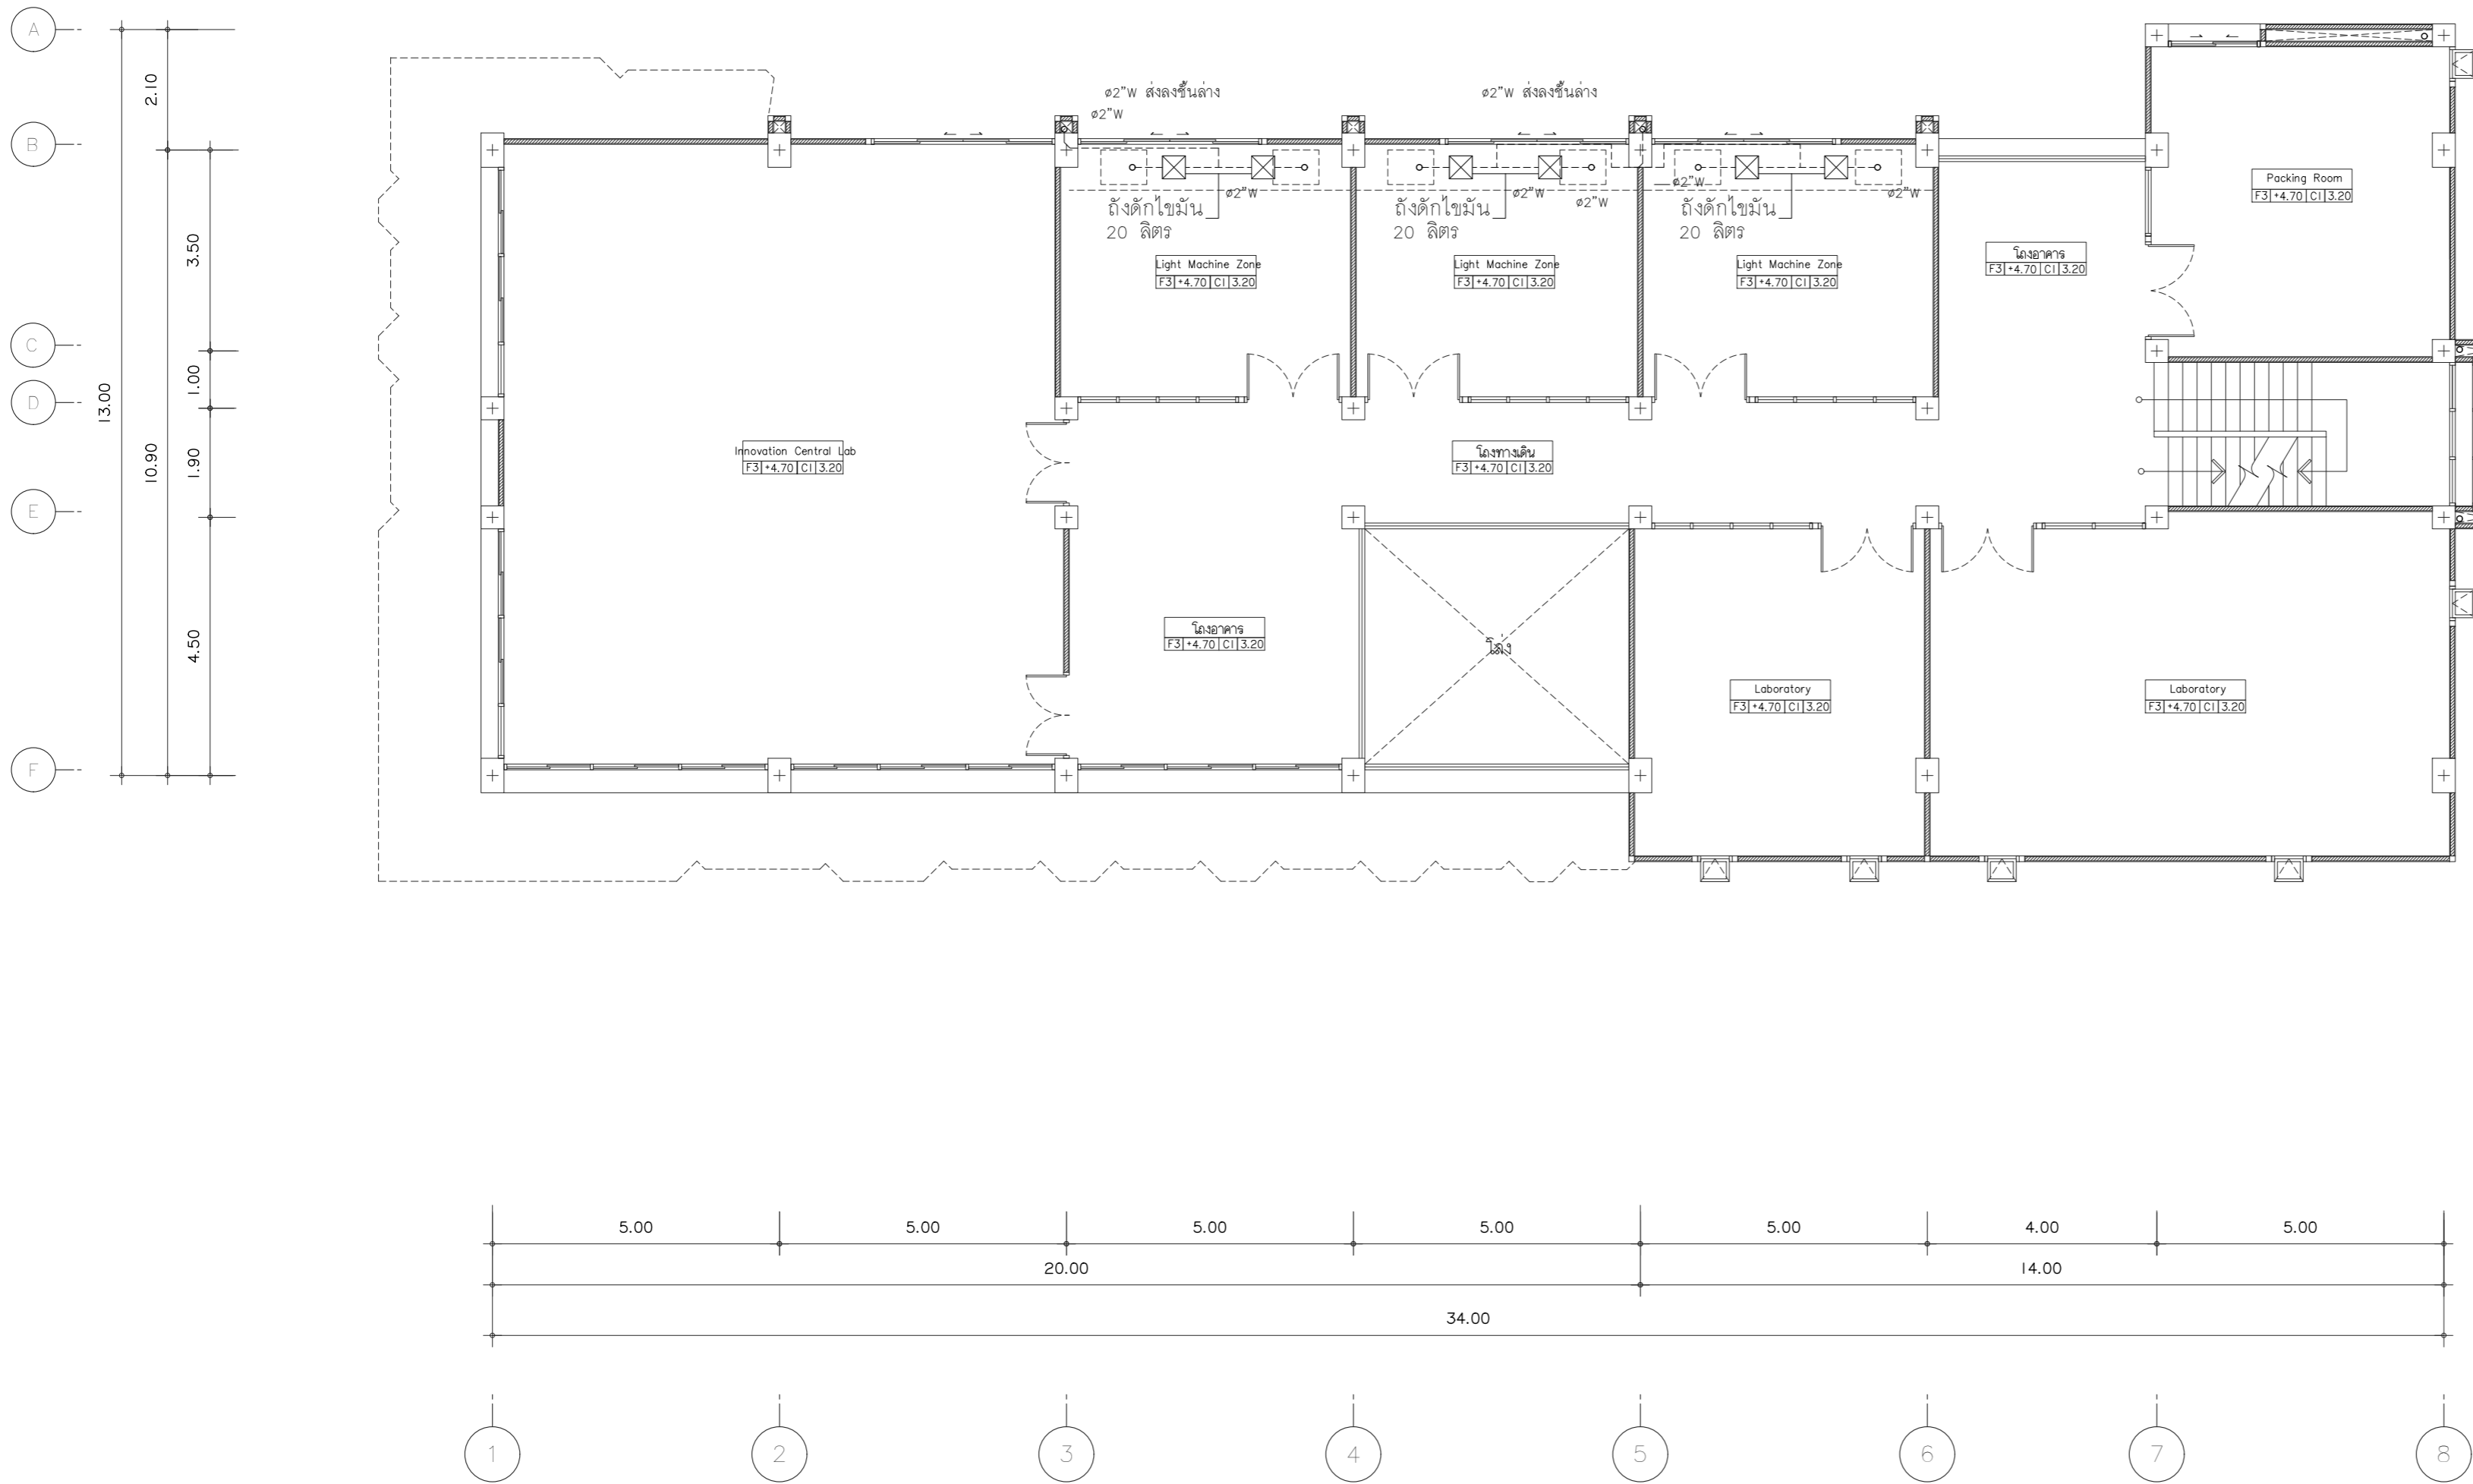 A
B
C
D
E
F
13.00
2.10
10.90
3.50
1.00
1.90
4.50
ø2"W ส่งลงชั้นล่าง
ø2"W
ø2"W ส่งลงชั้นล่าง
ø2"W
ถังดักไขมัน
20 ลิตร
ø2"W
ø2"W
ถังดักไขมัน
20 ลิตร
ø2"W
ø2"W
ถังดักไขมัน
20 ลิตร
Light Machine Zone
F3 +4.70 C1 3.20
Light Machine Zone
F3 +4.70 C1 3.20
Light Machine Zone
F3 +4.70 C1 3.20
โถงอาคาร
F3 +4.70 C1 3.20
Packing Room
F3 +4.70 C1 3.20
Innovation Central Lab
F3 +4.70 C1 3.20
โถงทางเดิน
F3 +4.70 C1 3.20
โถงอาคาร
F3 +4.70 C1 3.20
โล่ง
Laboratory
F3 +4.70 C1 3.20
Laboratory
F3 +4.70 C1 3.20
5.00 5.00 5.00 5.00 5.00 4.00 5.00
20.00 14.00
34.00
1 2 3 4 5 6 7 8